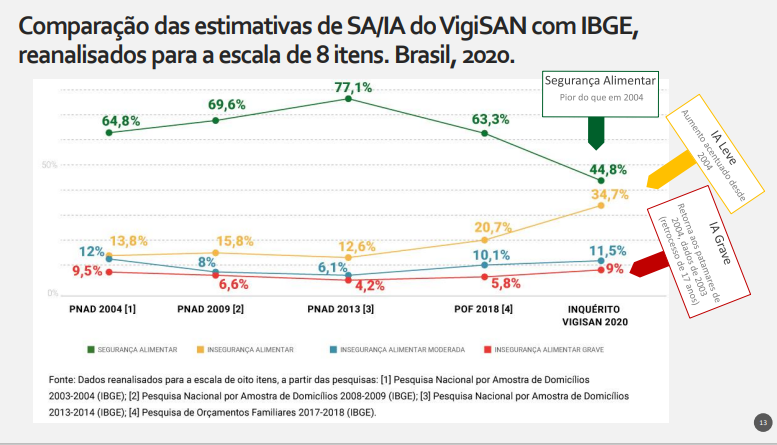 Comparação das estimativas de SA/IA do VigiSAN com IBGE,
reanalisados para a escala de 8 itens. Brasil, 2020.
Segurança Alimentar
Pior do que em 2004
IA Leve
Aumento acentuado desde
2004
IA Grave
Retorna aos patamares de
2004, dados de 2003
(retrocesso de 17 anos)
77,1%
69,6%
64,8%
63,3%
50%
44,8%
34,7%
20,7%
13,8%
15,8%
12,6%
12%
8%
6,1%
10,1%
11,5%
9,5%
6,6%
4,2%
5,8%
9%
0%
PNAD 2004 [1]
PNAD 2009 [2]
PNAD 2013 [3]
POF 2018 [4]
INQUÉRITO
VIGISAN 2020
SEGURANÇA ALIMENTAR
INSEGURANÇA ALIMENTAR
INSEGURANÇA ALIMENTAR MODERADA
INSEGURANÇA ALIMENTAR GRAVE
Fonte: Dados reanalisados para a escala de oito itens, a partir das pesquisas: [1] Pesquisa Nacional por Amostra de Domicílios
2003-2004 (IBGE); [2] Pesquisa Nacional por Amostra de Domicílios 2008-2009 (IBGE); [3] Pesquisa Nacional por Amostra de Domicílios
2013-2014 (IBGE); [4] Pesquisa de Orçamentos Familiares 2017-2018 (IBGE).
13